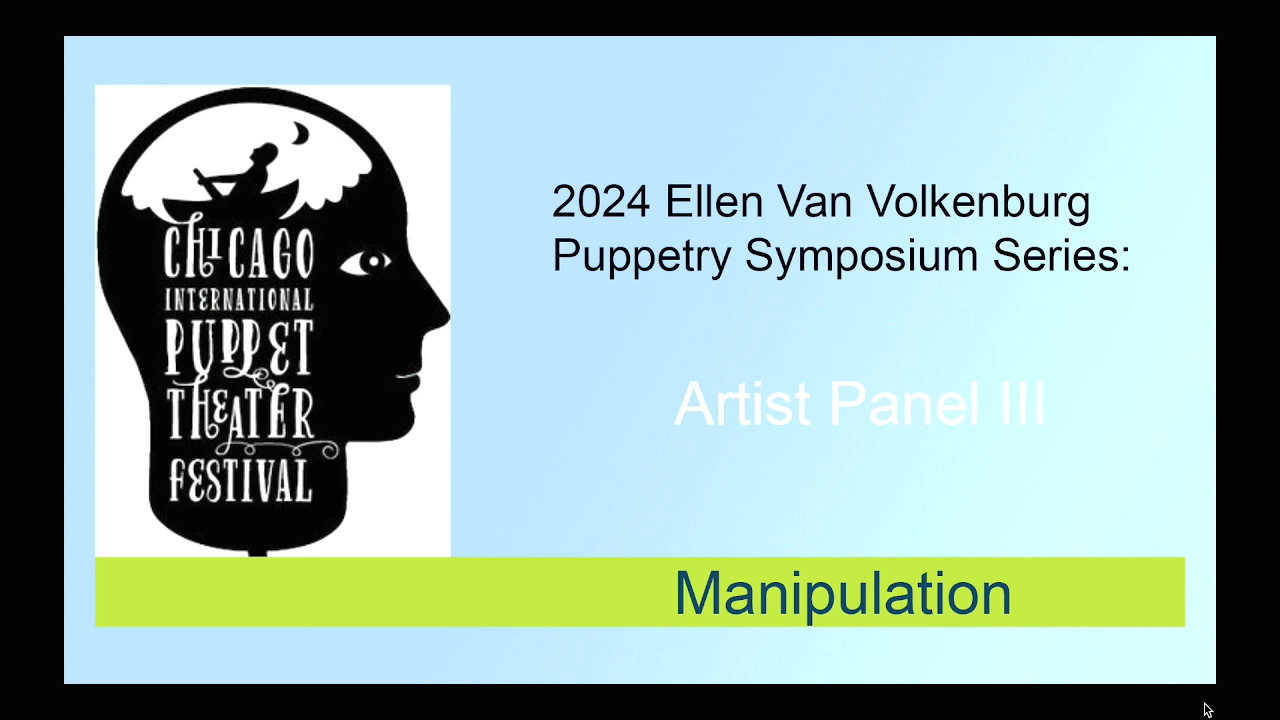 CHICAGO
INTERNATIONAL
PUPPET
THEATER
FESTIVAL
2024 Ellen Van Volkenburg
Puppetry Symposium Series:
Artist Panel III
Manipulation